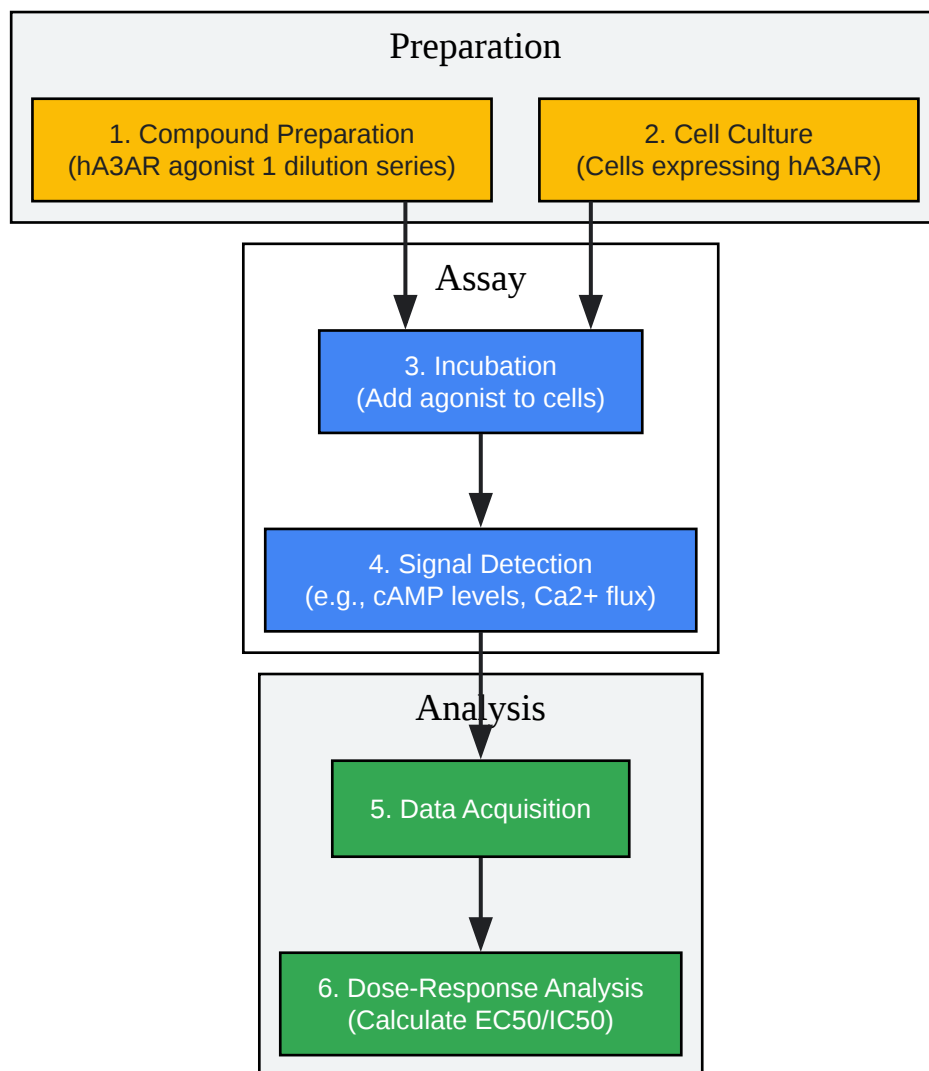 Preparation
1. Compound Preparation
(hA3AR agonist 1 dilution series)
2. Cell Culture
(Cells expressing hA3AR)
Assay
3. Incubation
(Add agonist to cells)
4. Signal Detection
(e.g., cAMP levels, Ca2+ flux)
Analysis
5. Data Acquisition
6. Dose-Response Analysis
(Calculate EC50/IC50)